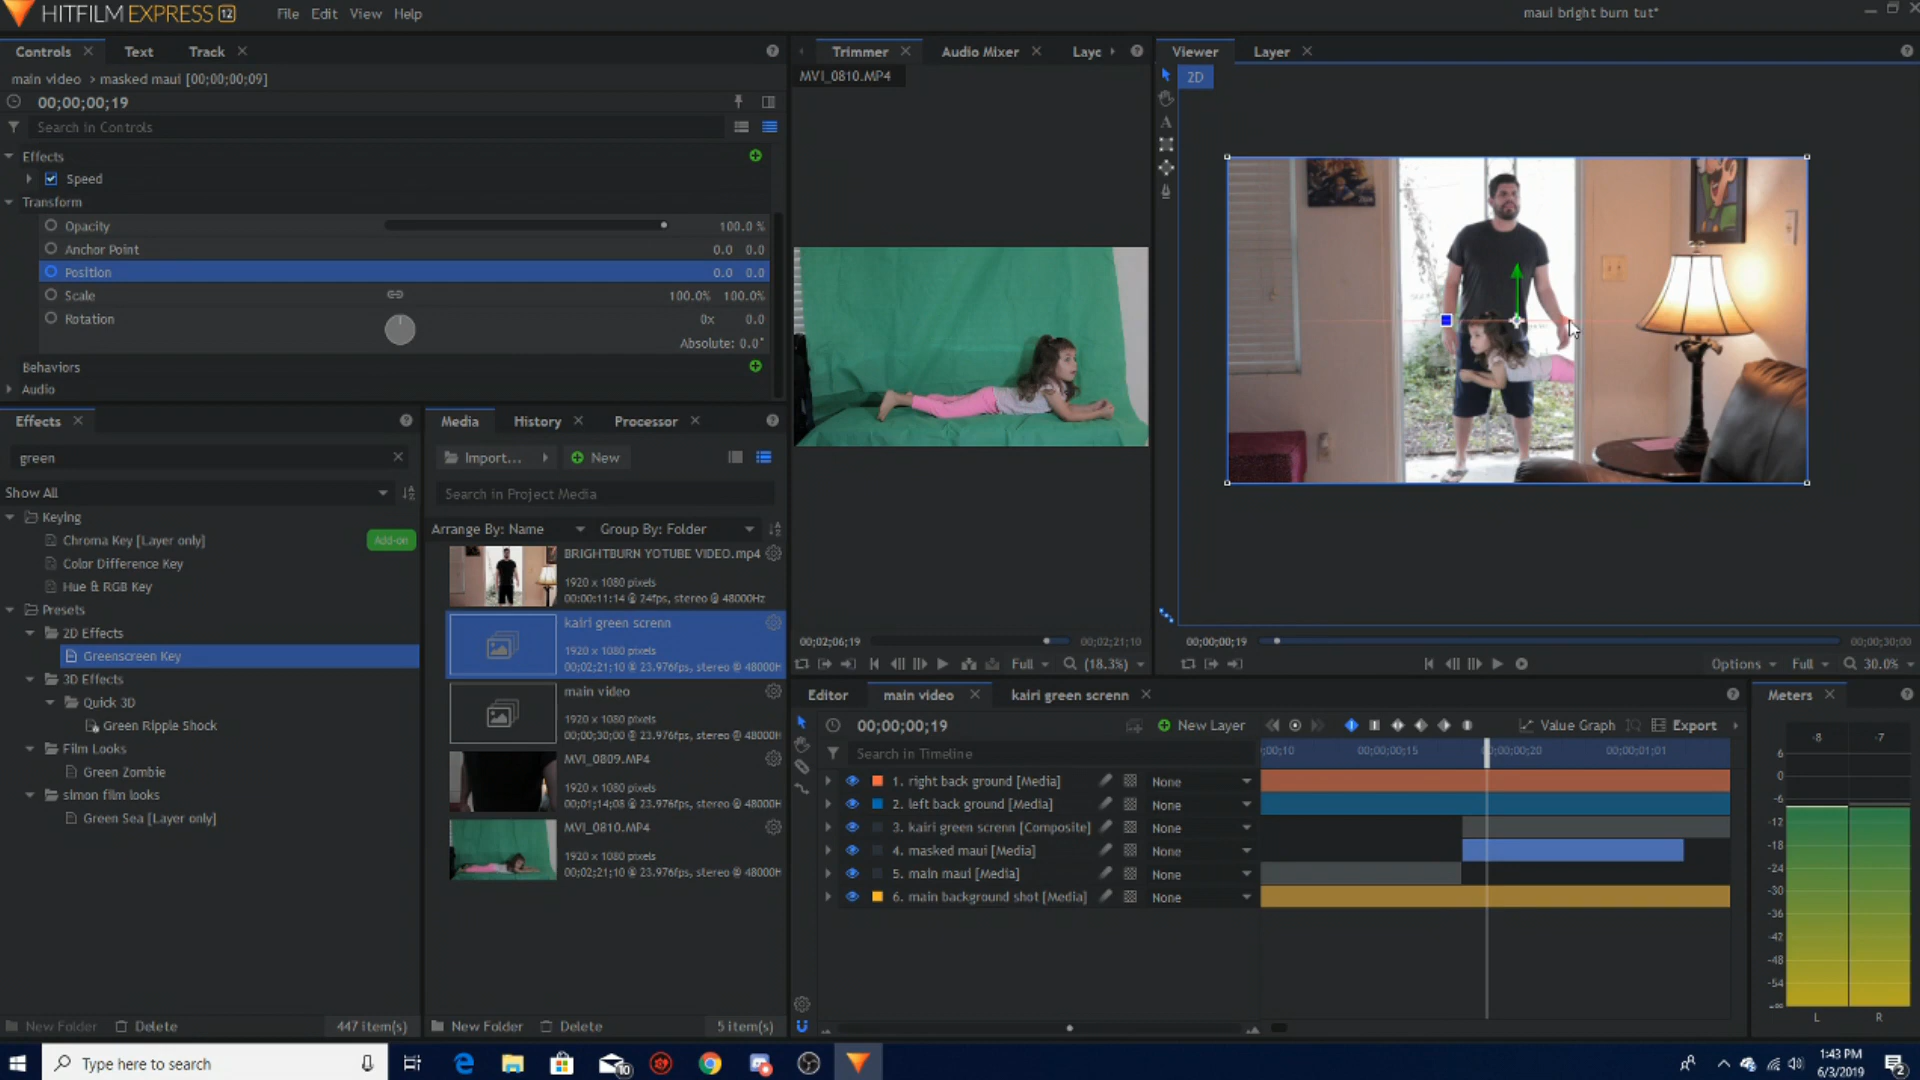 HITFILM EXPRESS 12
File Edit View Help
maui bright burn tut*
Controls Text Track
main video > masked maui [00;00;00;09]
00;00;00;19
Search in Controls
Effects
Speed
Transform
Opacity 100.0 %
Anchor Point 0.0 0.0
Position 0.0 0.0
Scale 100.0% 100.0%
Rotation 0x 0.0
Absolute: 0.0°
Behaviors
Audio
Trimmer Audio Mixer Layc
MVI_0810.MP4
00;02;06;19 00;02;21;10
Full (18.3%)
Viewer Layer
2D
00;00;00;19 00;00;30;00
Options Full 30.0%
Effects
green
Show All
Keying
Chroma Key [Layer only] Add-on
Color Difference Key
Hue & RGB Key
Presets
2D Effects
Greenscreen Key
3D Effects
Quick 3D
Green Ripple Shock
Film Looks
Green Zombie
simon film looks
Green Sea [Layer only]
New Folder Delete 447 item(s)
Media History Processor
Import... New
Search in Project Media
Arrange By: Name Group By: Folder
BRIGHTBURN YOTUBE VIDEO.mp4
1920 x 1080 pixels
00:00:11:14 @ 24fps, stereo @ 48000Hz
kairi green screnn
1920 x 1080 pixels
00;02;21;10 @ 23.976fps, stereo @ 48000H
main video
1920 x 1080 pixels
00;00;30;00 @ 23.976fps, stereo @ 48000H
MVI_0809.MP4
1920 x 1080 pixels
00;01;14;08 @ 23.976fps, stereo @ 48000H
MVI_0810.MP4
1920 x 1080 pixels
00;02;21;10 @ 23.976fps, stereo @ 48000H
New Folder Delete 5 item(s)
Editor main video kairi green screnn
00;00;00;19 New Layer Value Graph Export
Search in Timeline
;00;10 00;00;00;15 00;00;20 00;00;01;01
1. right back ground [Media] None
2. left back ground [Media] None
3. kairi green screnn [Composite] None
4. masked maui [Media] None
5. main maui [Media] None
6. main background shot [Media] None
Meters
-8 -7
6
0
-6
-12
-18
-24
-30
-36
-42
-48
-54
-∞
L R
Type here to search
10
1:43 PM
6/3/2019
2